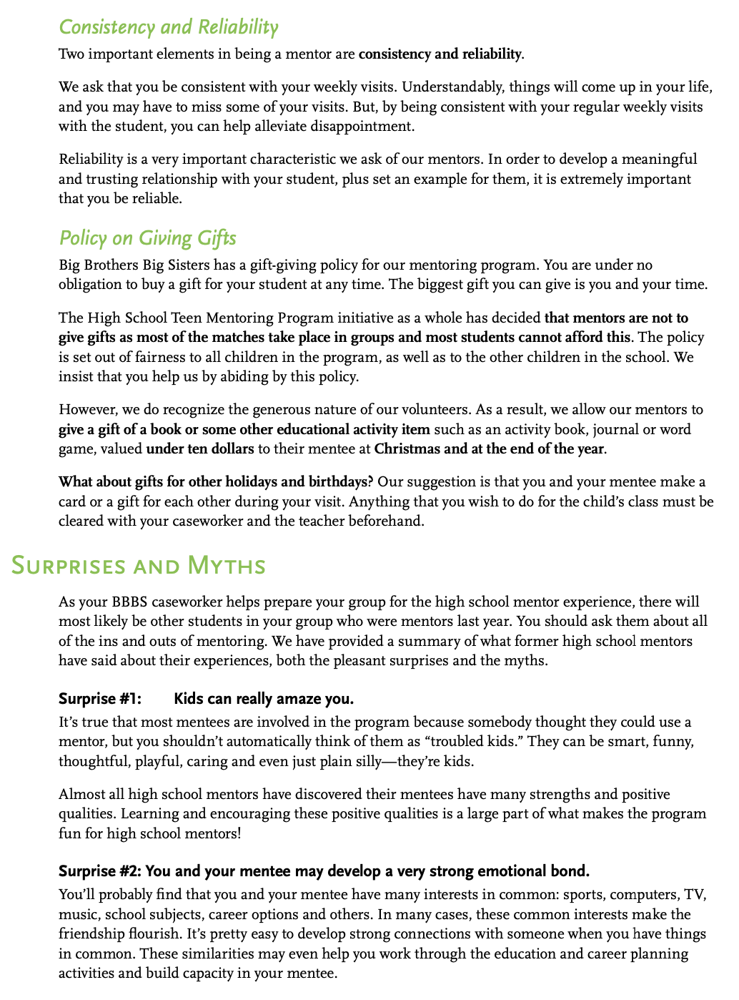 Consistency and Reliability
Two important elements in being a mentor are consistency and reliability.
We ask that you be consistent with your weekly visits. Understandably, things will come up in your life,
and you may have to miss some of your visits. But, by being consistent with your regular weekly visits
with the student, you can help alleviate disappointment.
Reliability is a very important characteristic we ask of our mentors. In order to develop a meaningful
and trusting relationship with your student, plus set an example for them, it is extremely important
that you be reliable.
Policy on Giving Gifts
Big Brothers Big Sisters has a gift-giving policy for our mentoring program. You are under no
obligation to buy a gift for your student at any time. The biggest gift you can give is you and your time.
The High School Teen Mentoring Program initiative as a whole has decided that mentors are not to
give gifts as most of the matches take place in groups and most students cannot afford this. The policy
is set out of fairness to all children in the program, as well as to the other children in the school. We
insist that you help us by abiding by this policy.
However, we do recognize the generous nature of our volunteers. As a result, we allow our mentors to
give a gift of a book or some other educational activity item such as an activity book, journal or word
game, valued under ten dollars to their mentee at Christmas and at the end of the year.
What about gifts for other holidays and birthdays? Our suggestion is that you and your mentee make a
card or a gift for each other during your visit. Anything that you wish to do for the child's class must be
cleared with your caseworker and the teacher beforehand.
Surprises and Myths
As your BBBS caseworker helps prepare your group for the high school mentor experience, there will
most likely be other students in your group who were mentors last year. You should ask them about all
of the ins and outs of mentoring. We have provided a summary of what former high school mentors
have said about their experiences, both the pleasant surprises and the myths.
Surprise #1: Kids can really amaze you.
It's true that most mentees are involved in the program because somebody thought they could use a
mentor, but you shouldn't automatically think of them as “troubled kids.” They can be smart, funny,
thoughtful, playful, caring and even just plain silly—they're kids.
Almost all high school mentors have discovered their mentees have many strengths and positive
qualities. Learning and encouraging these positive qualities is a large part of what makes the program
fun for high school mentors!
Surprise #2: You and your mentee may develop a very strong emotional bond.
You'll probably find that you and your mentee have many interests in common: sports, computers, TV,
music, school subjects, career options and others. In many cases, these common interests make the
friendship flourish. It's pretty easy to develop strong connections with someone when you have things
in common. These similarities may even help you work through the education and career planning
activities and build capacity in your mentee.